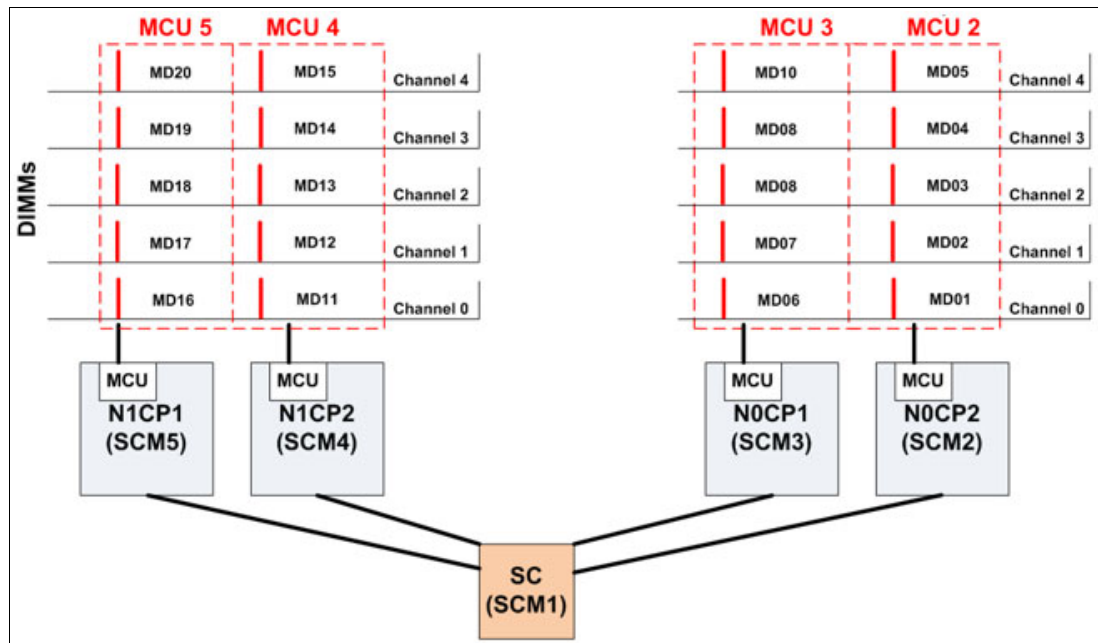 MCU 5 MCU 4 MCU 3 MCU 2
MD20 MD15 Channel 4 MD10 MD05 Channel 4
MD19 MD14 Channel 3 MD08 MD04 Channel 3
DIMMs
MD18 MD13 Channel 2 MD08 MD03 Channel 2
MD17 MD12 Channel 1 MD07 MD02 Channel 1
MD16 MD11 Channel 0 MD06 MD01 Channel 0
MCU MCU MCU MCU
N1CP1 N1CP2 N0CP1 N0CP2
(SCM5) (SCM4) (SCM3) (SCM2)
SC
(SCM1)